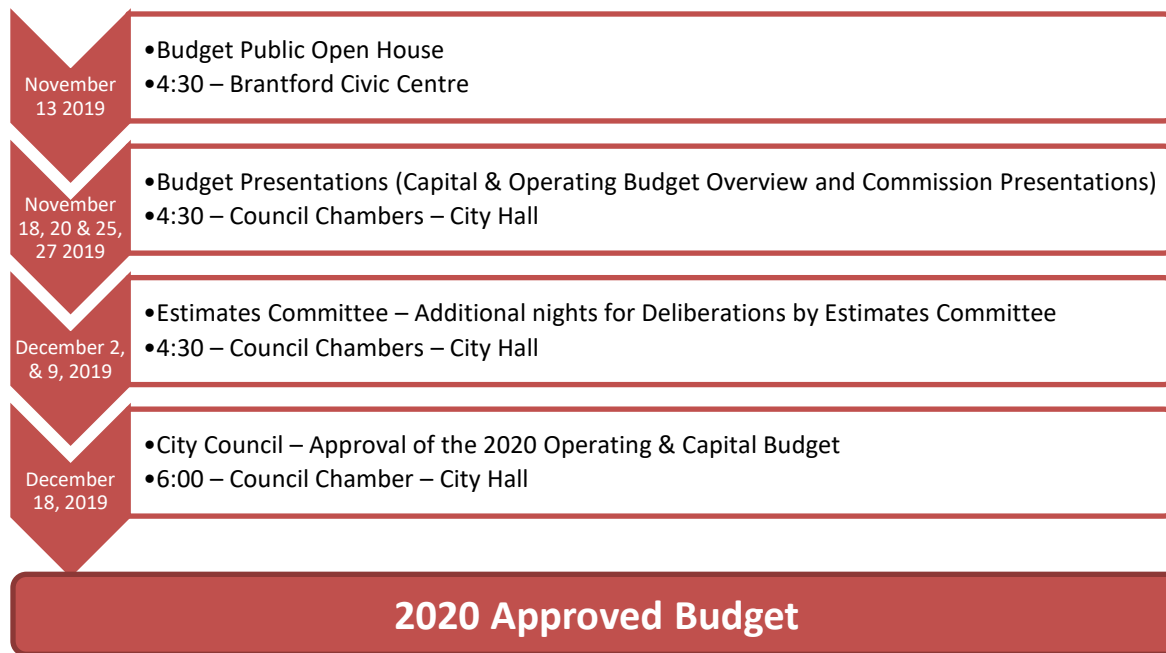 November
13 2019
•Budget Public Open House
•4:30 – Brantford Civic Centre
November
18, 20 & 25,
27 2019
•Budget Presentations (Capital & Operating Budget Overview and Commission Presentations)
•4:30 – Council Chambers – City Hall
December 2,
& 9, 2019
•Estimates Committee – Additional nights for Deliberations by Estimates Committee
•4:30 – Council Chambers – City Hall
December
18, 2019
•City Council – Approval of the 2020 Operating & Capital Budget
•6:00 – Council Chamber – City Hall
2020 Approved Budget